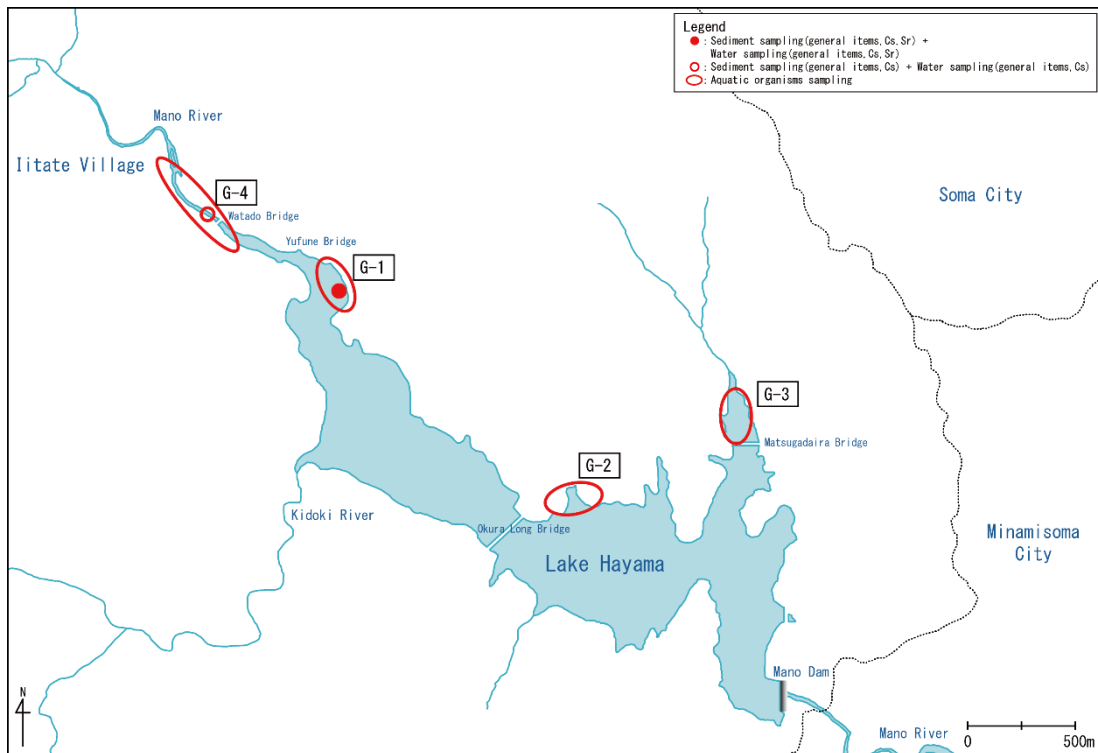 Legend
: Sediment sampling(general items,Cs,Sr) +
Water sampling(general items,Cs,Sr)
: Sediment sampling(general items,Cs) + Water sampling(general items,Cs)
: Aquatic organisms sampling
Mano River
Iitate Village
G-4
Watado Bridge
Yufune Bridge
G-1
Soma City
G-3
Matsugadaira Bridge
G-2
Kidoki River
Okura Long Bridge
Lake Hayama
Minamisoma
City
Mano Dam
N
Mano River
0
500m